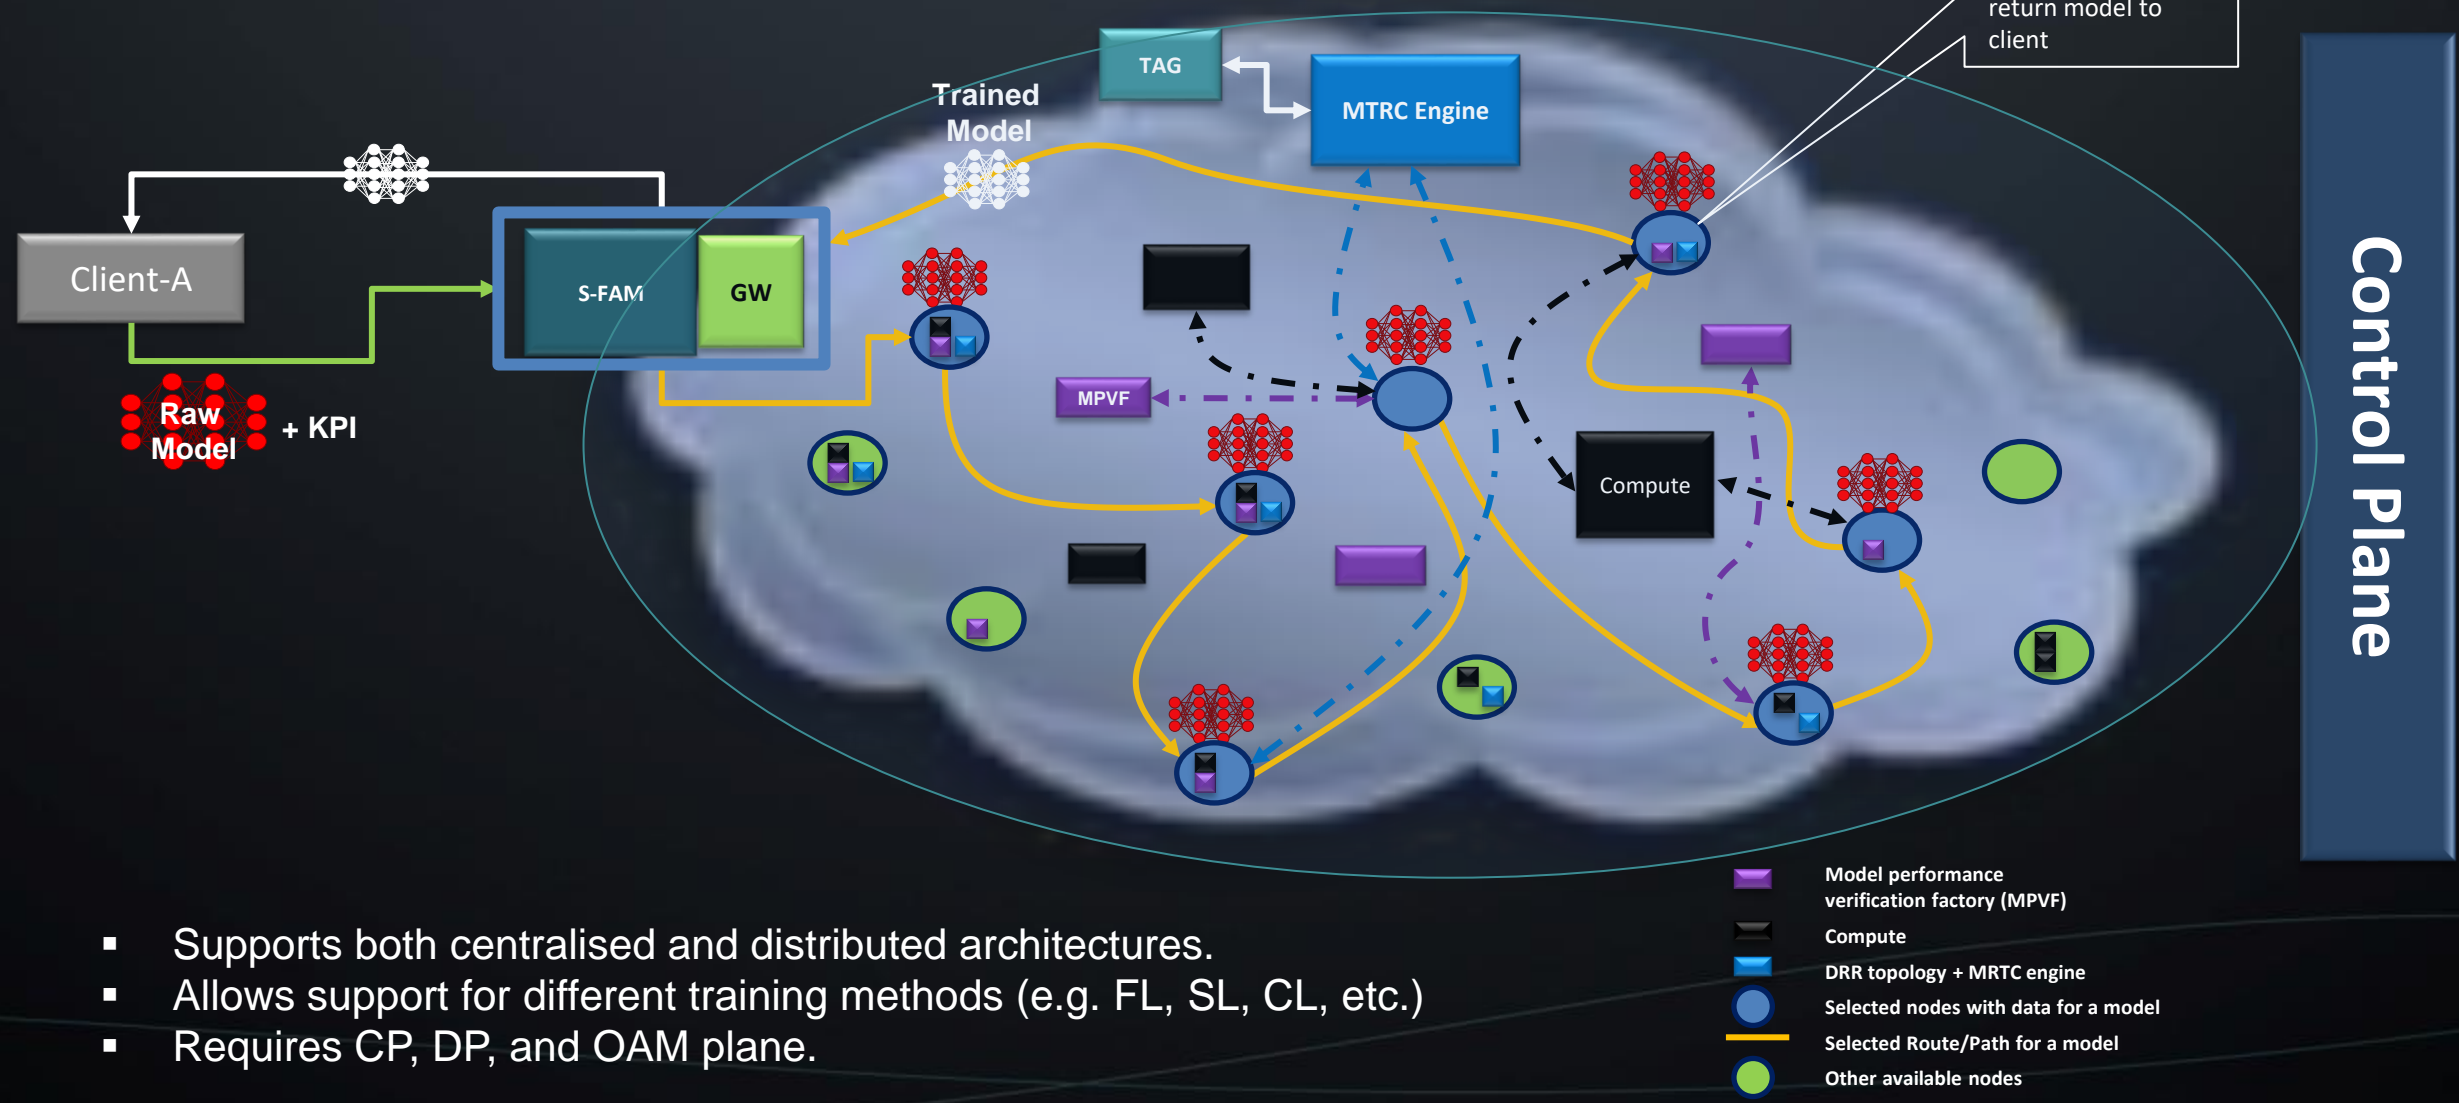 return model to
client
TAG
MTRC Engine
Trained
Model
Client-A
S-FAM
GW
Raw
Model
+ KPI
MPVF
Compute
Control Plane
Model performance
verification factory (MPVF)
Compute
DRR topology + MRTC engine
Selected nodes with data for a model
Selected Route/Path for a model
Other available nodes
▪ Supports both centralised and distributed architectures.
▪ Allows support for different training methods (e.g. FL, SL, CL, etc.)
▪ Requires CP, DP, and OAM plane.